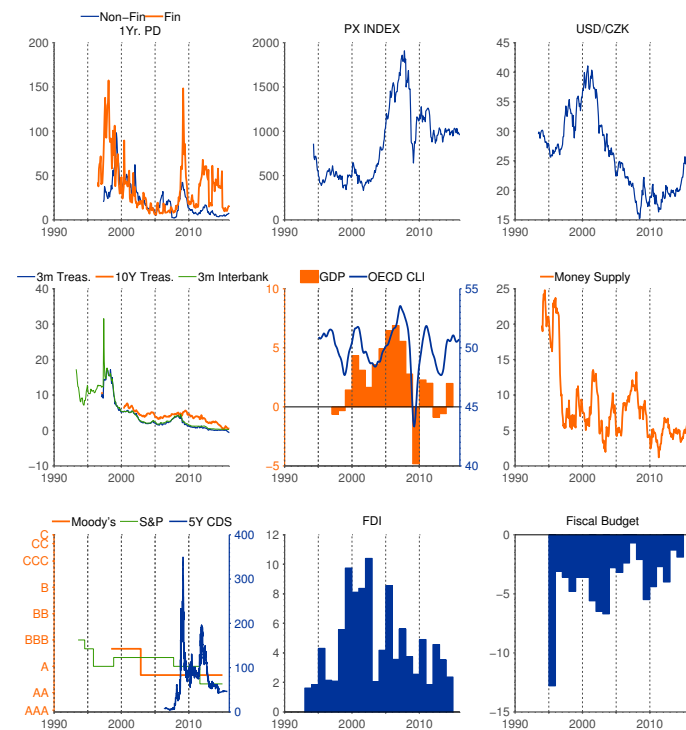 Non−Fin Fin
1Yr. PD
200
150
100
50
0
1990 2000 2010
PX INDEX
2000
1500
1000
500
0
1990 2000 2010
USD/CZK
45
40
35
30
25
20
15
1990 2000 2010
3m Treas. 10Y Treas. 3m Interbank
40
30
20
10
0
−10
1990 2000 2010
GDP OECD CLI
10 55
5 50
0 45
−5 40
1990 2000 2010
Money Supply
25
20
15
10
5
0
1990 2000 2010
Moody's S&P 5Y CDS
C 400
CC
CCC
300
B
BB 200
BBB
A 100
AA
AAA 0
1990 2000 2010
FDI
12
10
8
6
4
2
0
1990 2000 2010
Fiscal Budget
0
−5
−10
−15
1990 2000 2010